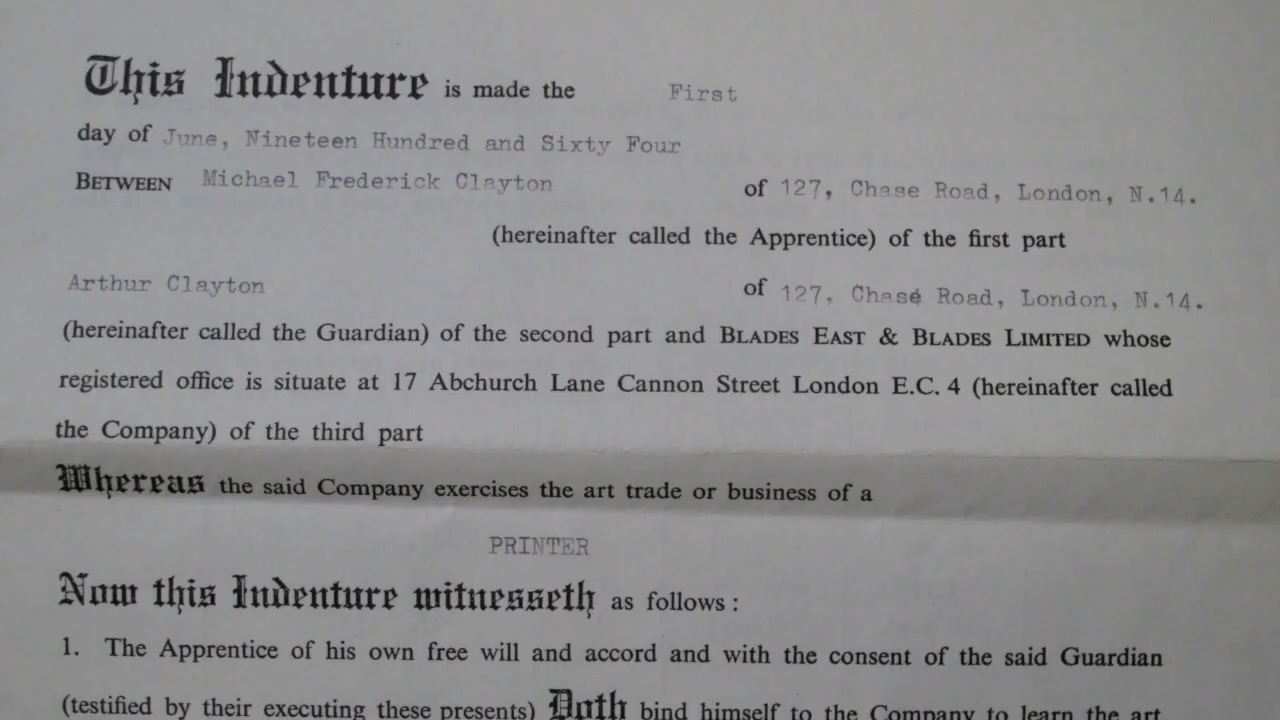 This Indenture is made the First
day of June, Nineteen Hundred and Sixty Four
BETWEEN Michael Frederick Clayton of 127, Chase Road, London, N.14.
(hereinafter called the Apprentice) of the first part
Arthur Clayton of 127, Chase Road, London, N.14.
(hereinafter called the Guardian) of the second part and BLADES EAST & BLADES LIMITED whose
registered office is situate at 17 Abchurch Lane Cannon Street London E.C. 4 (hereinafter called
the Company) of the third part
Whereas the said Company exercises the art trade or business of a
PRINTER
Now this Indenture witnesseth as follows :
1. The Apprentice of his own free will and accord and with the consent of the said Guardian
(testified by their executing these presents) Doth bind himself to the Company to learn the art